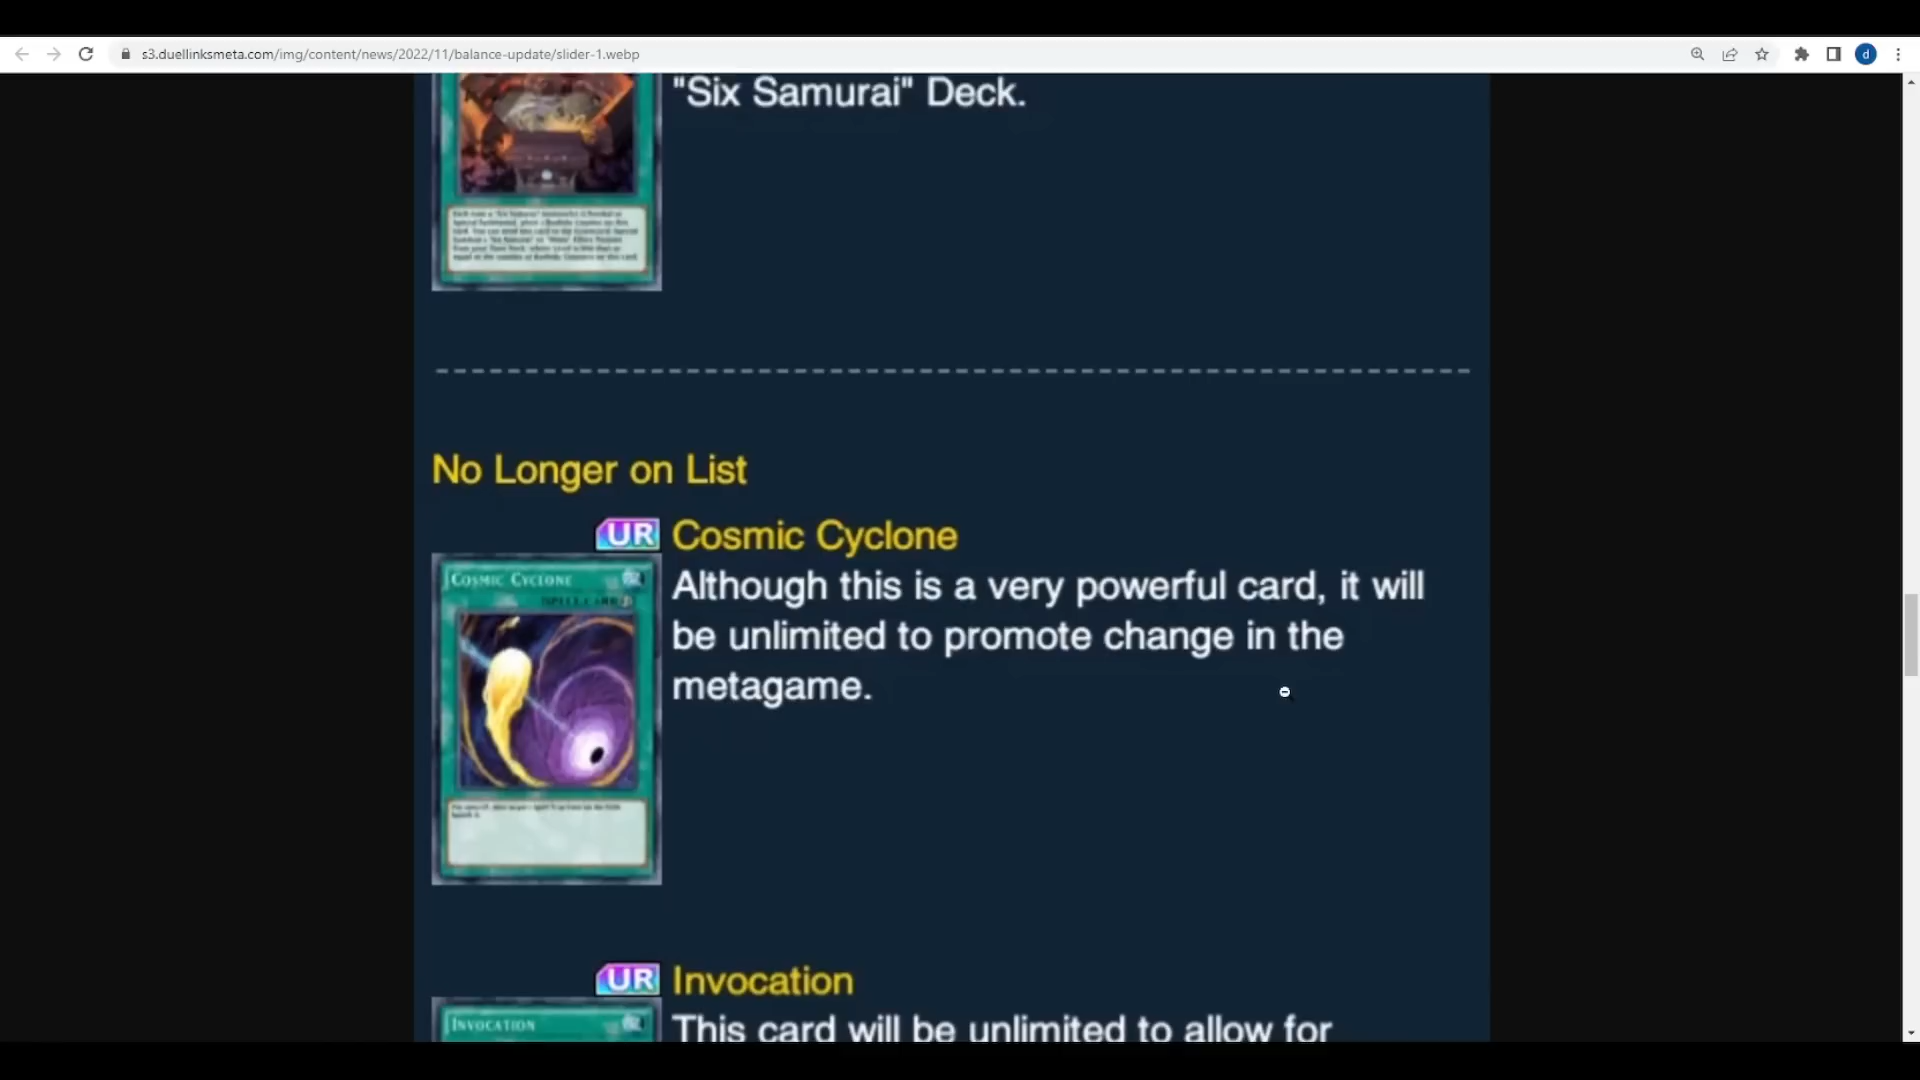 s3.duellinksmeta.com/img/content/news/2022/11/balance-update/slider-1.webp
d
"Six Samurai" Deck.
No Longer on List
UR Cosmic Cyclone
COSMIC CYCLONE
Although this is a very powerful card, it will
be unlimited to promote change in the
metagame.
UR Invocation
INVOCATION
This card will be unlimited to allow for